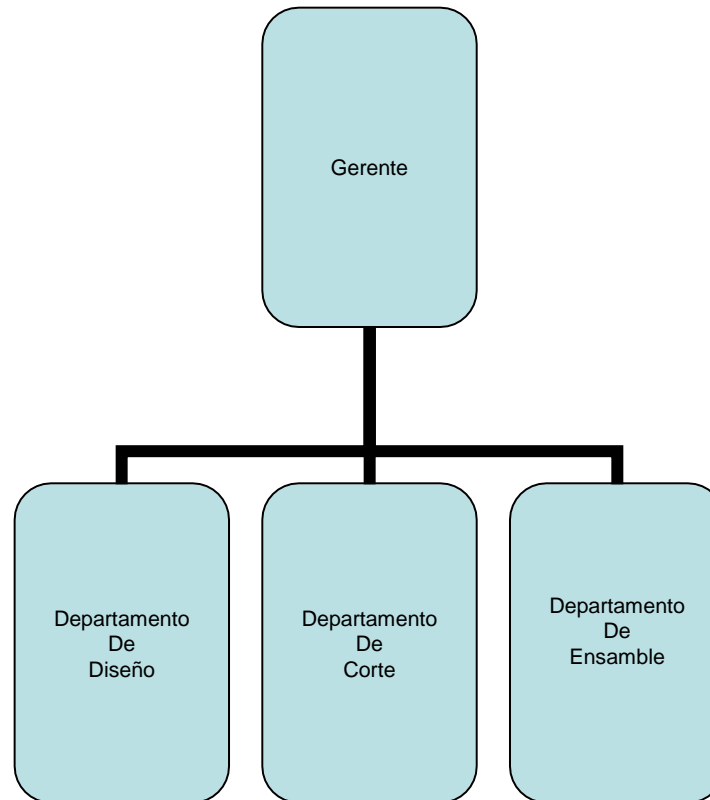 Gerente
Departamento
De
Diseño
Departamento
De
Corte
Departamento
De
Ensamble